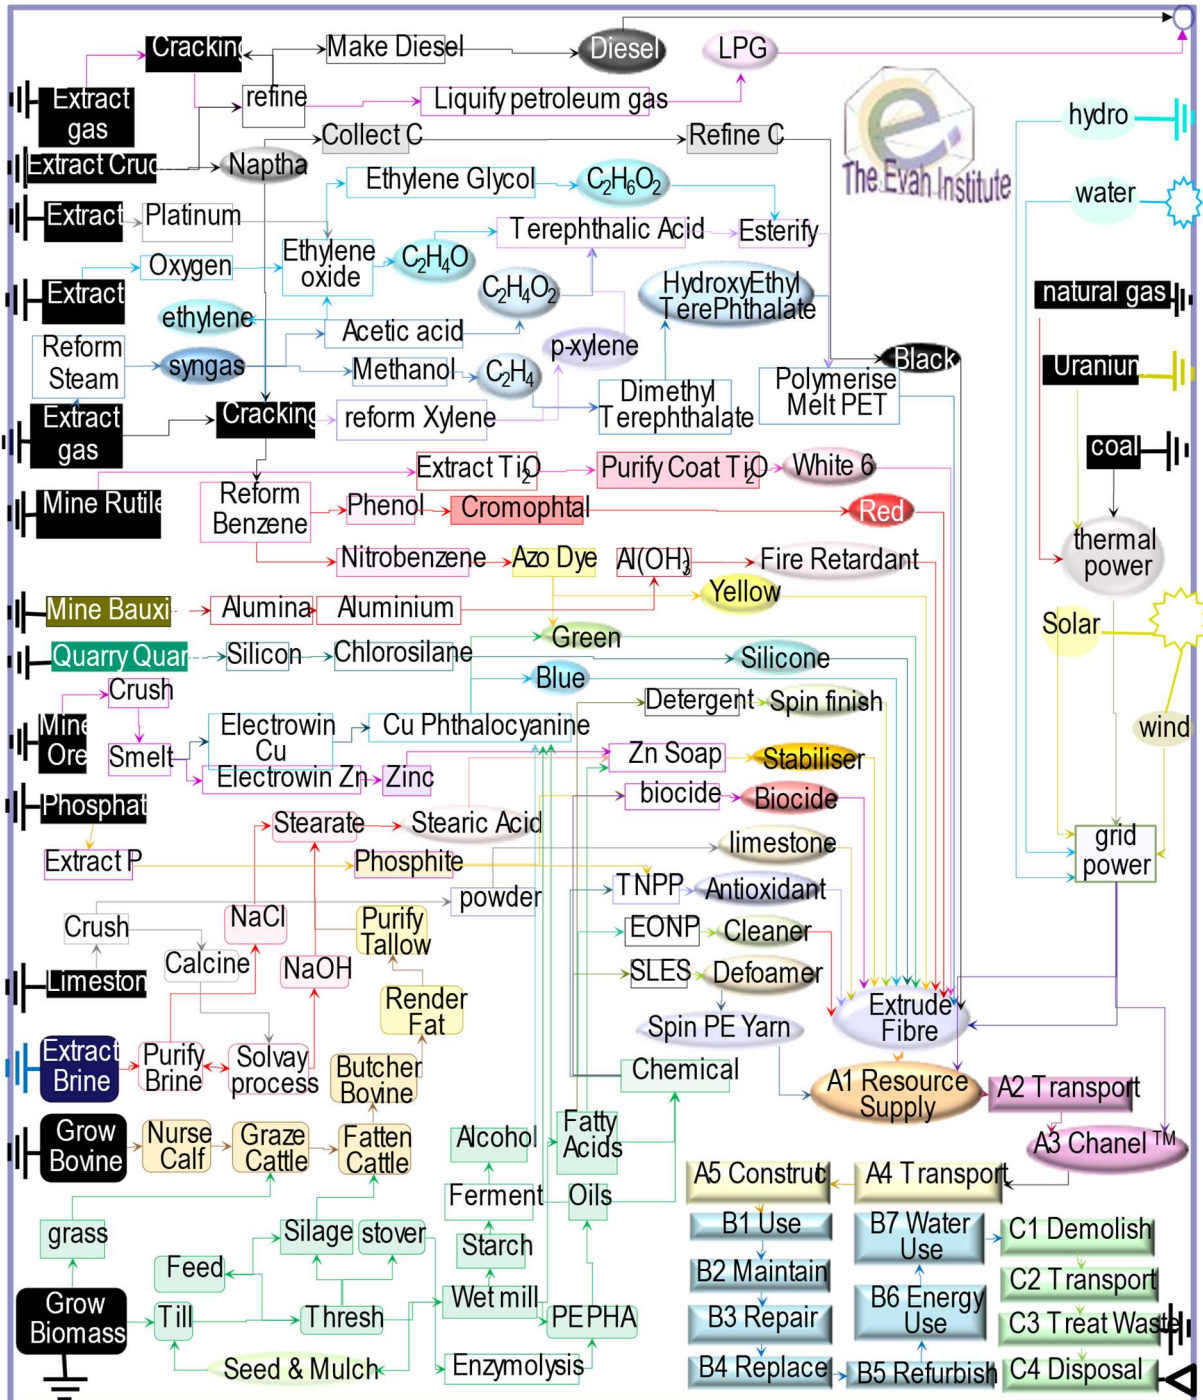 Cracking
Make Diesel
Diesel
LPG
Extract
gas
refine
Liquify petroleum gas
hydro
Extract Cruc
Naptha
Collect C
Refine C
The Evah Institute
Ethylene Glycol
C2H6O2
water
Extract
Platinum
Terephthalic Acid
Esterify
Ethylene
oxide
C2H4O
Oxygen
Extract
C2H4O2
HydroxyEthyl
TerePhthalate
natural gas
ethylene
Acetic acid
p-xylene
Reform
Steam
syngas
Methanol
C2H4
Black
Uraniur
Dimethyl
Terephthalate
Polymerise
Melt PET
Extract
gas
Cracking
reform Xylene
coal
Extract Ti2O
Purify Coat Ti2O
White 6
Mine Rutile
Reform
Benzene
Phenol
Cromophtal
Red
thermal
power
Nitrobenzene
Azo Dye
Al(OH)3
Fire Retardant
Yellow
Mine Bauxi
Alumina
Aluminium
Solar
Green
Quarry Quar
Silicon
Chlorosilane
Silicone
Blue
Crush
Detergent
Spin finish
Mine
Ore
Smelt
Electrowin
Cu
Cu Phthalocyanine
wind
Zn Soap
Stabiliser
Electrowin Zn
Zinc
biocide
Biocide
Phosphat
Stearate
Stearic Acid
limestone
grid
power
Extract P
Phosphite
TNPP
Antioxidant
powder
NaCl
Purify
Tallow
EONP
Cleaner
Crush
Calcine
NaOH
SLES
Defoamer
Limeston
Render
Fat
Extrude
Fibre
Spin PE Yarn
Extract
Brine
Purify
Brine
Solvay
process
Butcher
Bovine
Chemical
A1 Resource
Supply
A2 Transport
Grow
Bovine
Nurse
Calf
Graze
Cattle
Fatten
Cattle
Alcohol
Fatty
Acids
A3 Chanel TM
A5 Construct
A4 Transport
Ferment
Oils
grass
Silage
stover
Starch
B1 Use
B7 Water
Use
C1 Demolish
Feed
B2 Maintain
C2 Transport
Grow
Biomass
Till
Thresh
Wet mill
PEPHA
B3 Repair
B6 Energy
Use
C3 Treat Waste
Seed & Mulch
Enzymolysis
B4 Replace
B5 Refurbish
C4 Disposal